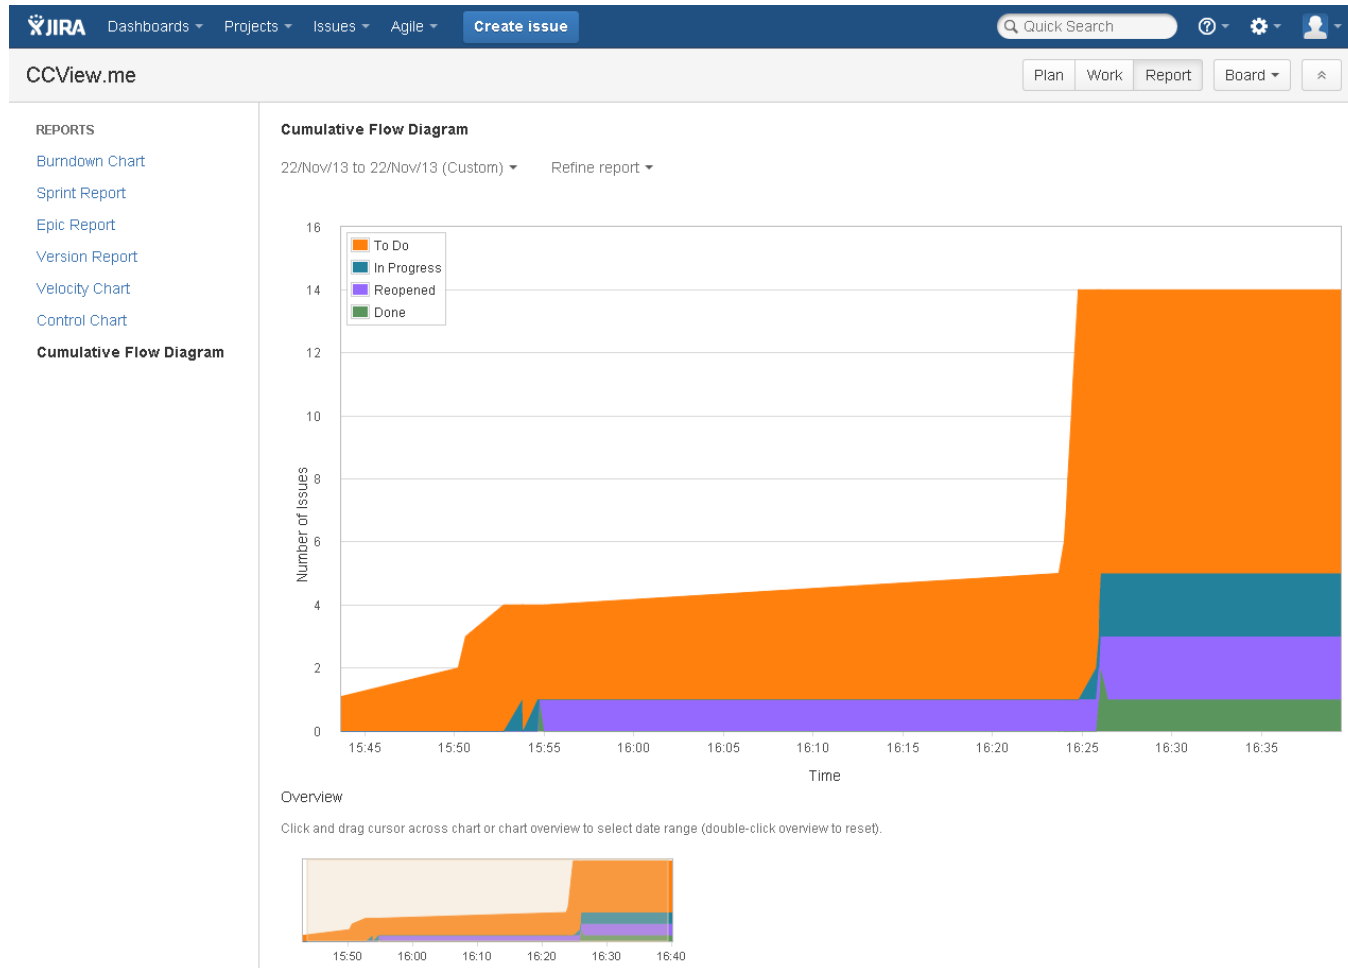 JIRA Dashboards Projects Issues Agile Create issue Quick Search
CCView.me Plan Work Report Board
REPORTS
Burndown Chart
Sprint Report
Epic Report
Version Report
Velocity Chart
Control Chart
Cumulative Flow Diagram
Cumulative Flow Diagram
22/Nov/13 to 22/Nov/13 (Custom) Refine report
16
14
12
10
8
6
4
2
0
Number of Issues
To Do
In Progress
Reopened
Done
15:45 15:50 15:55 16:00 16:05 16:10 16:15 16:20 16:25 16:30 16:35
Time
Overview
Click and drag cursor across chart or chart overview to select date range (double-click overview to reset).
15:50 16:00 16:10 16:20 16:30 16:40